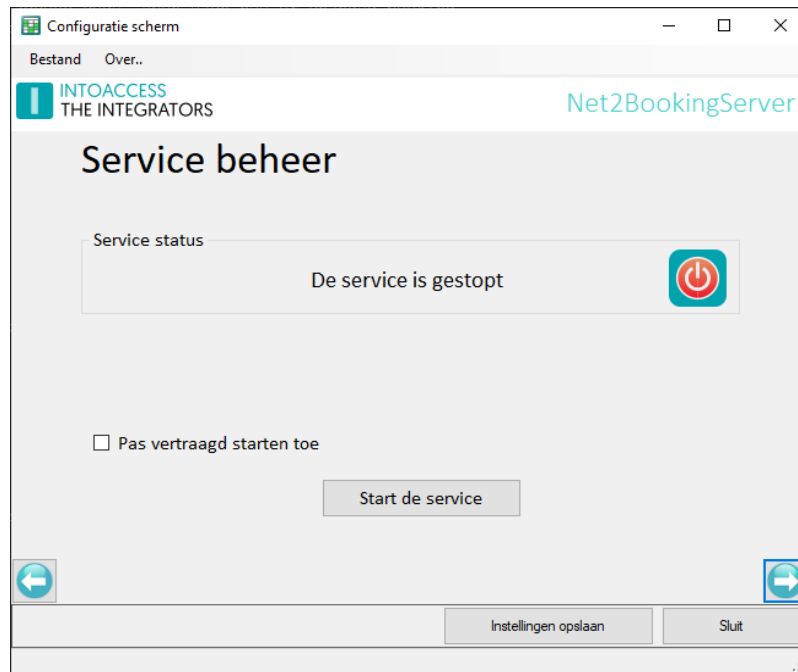 Configuratie scherm
Bestand Over..
INTOACCESS
THE INTEGRATORS
Net2BookingServer
Service beheer
Service status
De service is gestopt
Pas vertraagd starten toe
Start de service
Instellingen opslaan
Sluit